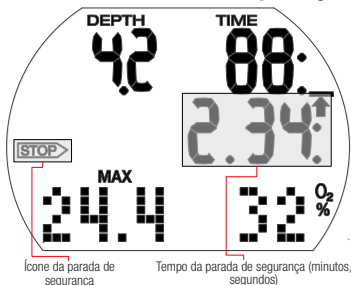 DEPTH TIME
4.2 88:
2.34:
STOP
MAX
24.4 32 O2 %
Ícone da parada de Tempo da parada de segurança (minutos,
segurança segundos)